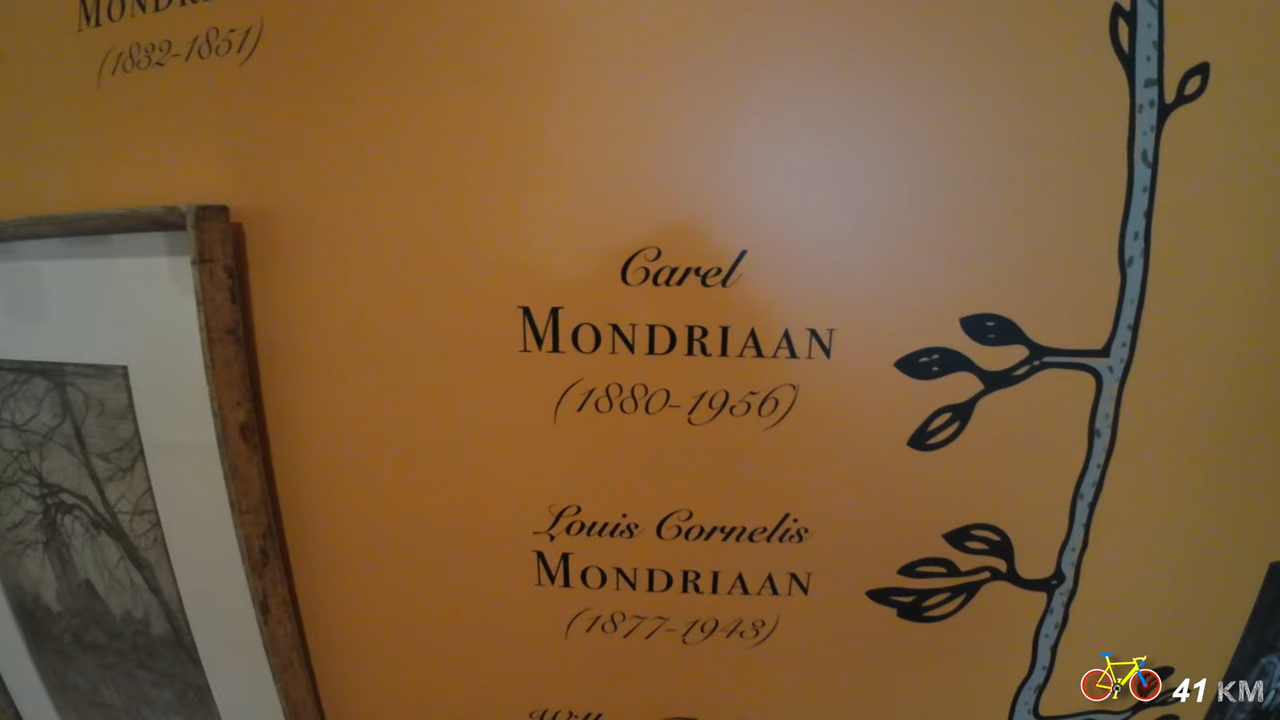 (1832-1851)
Carel
MONDRIAAN
(1880-1956)
Louis Cornelis
MONDRIAAN
(1877-1943)
41 KM